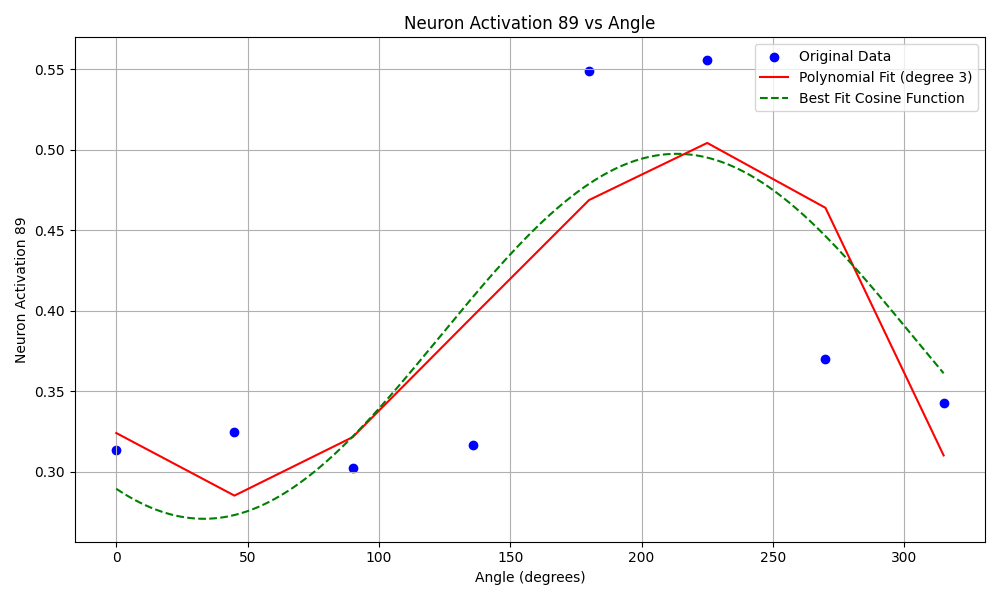 Neuron Activation 89 vs Angle
Original Data
Polynomial Fit (degree 3)
Best Fit Cosine Function
Neuron Activation 89
0.55
0.50
0.45
0.40
0.35
0.30
0
50
100
150
200
250
300
Angle (degrees)